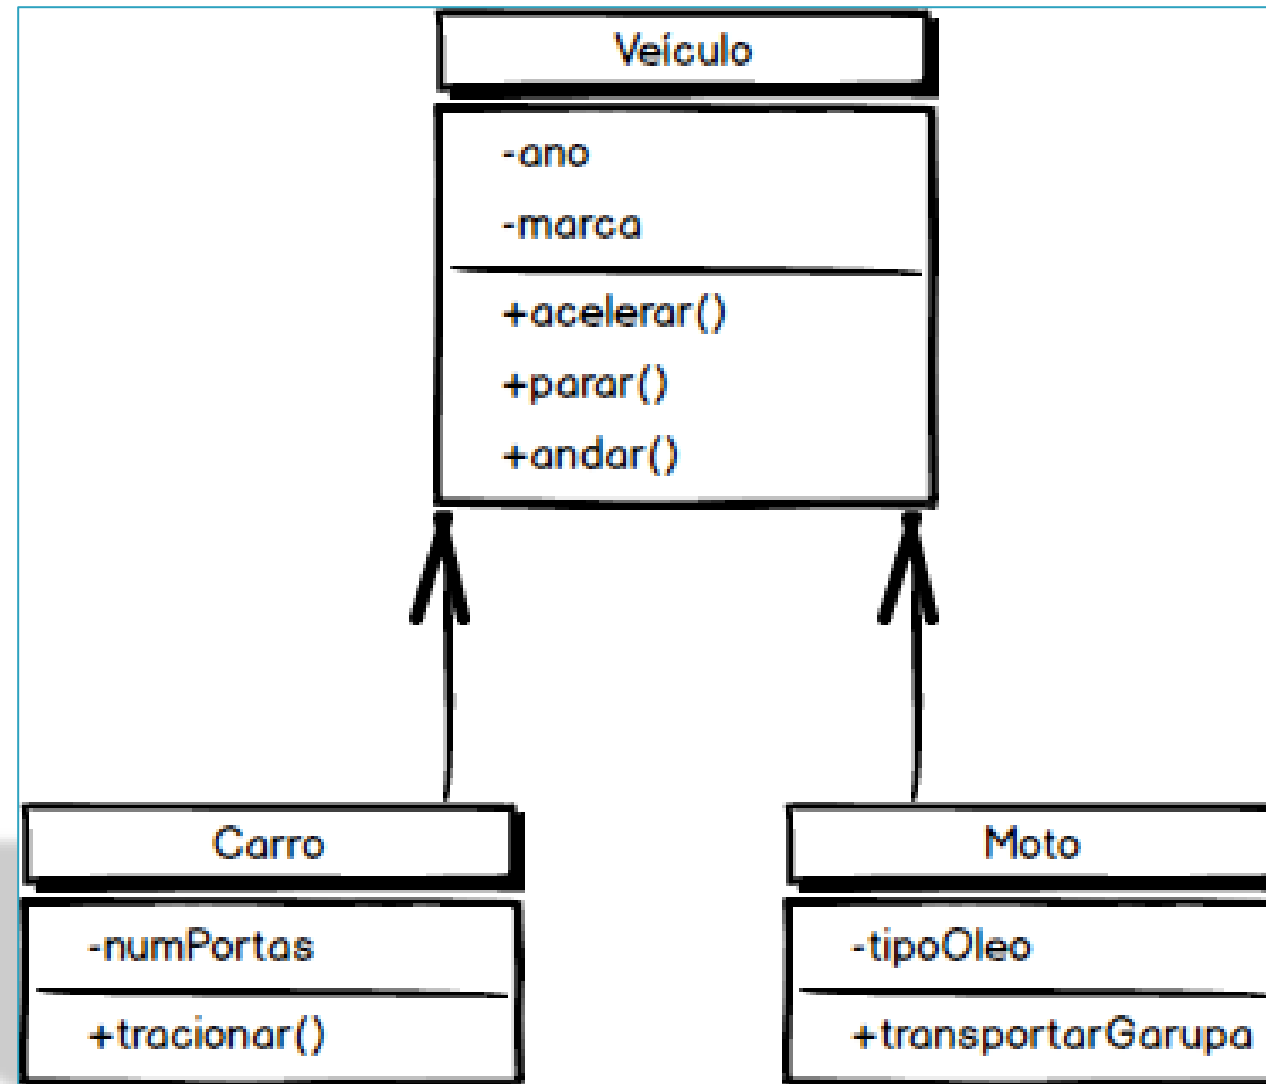 Veículo
-ano
-marca
+acelerar()
+parar()
+andar()
Carro
-numPortas
+tracionar()
Moto
-tipoOleo
+transportarGarupa